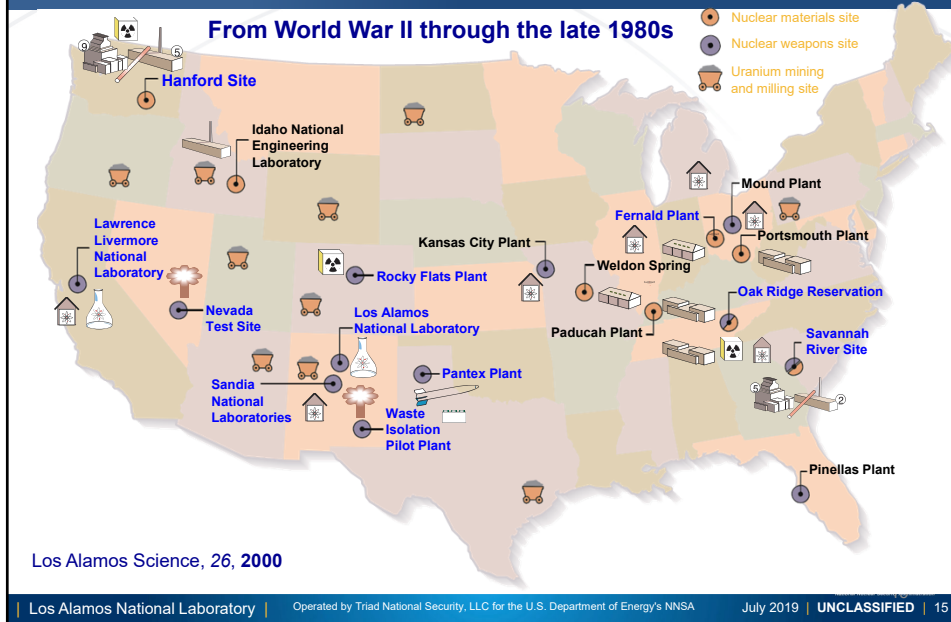 From World War II through the late 1980s
Nuclear materials site
Nuclear weapons site
Uranium mining
and milling site
9
5
Hanford Site
Idaho National
Engineering
Laboratory
Mound Plant
Fernald Plant
Portsmouth Plant
Lawrence
Livermore
National
Laboratory
Kansas City Plant
Weldon Spring
Rocky Flats Plant
Oak Ridge Reservation
Nevada
Test Site
Los Alamos
National Laboratory
Paducah Plant
Savannah
River Site
Pantex Plant
Sandia
National
Laboratories
5
2
Waste
Isolation
Pilot Plant
Pinellas Plant
Los Alamos Science, 26, 2000
| Los Alamos National Laboratory | Operated by Triad National Security, LLC for the U.S. Department of Energy's NNSA July 2019 | UNCLASSIFIED | 15